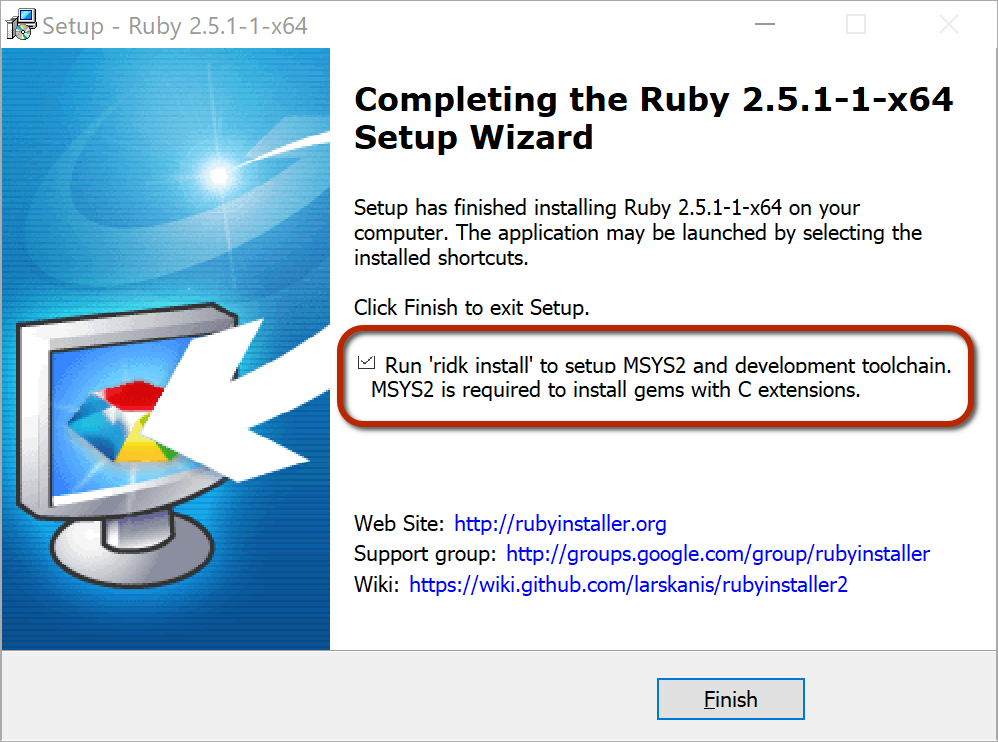 Setup - Ruby 2.5.1-1-x64
Completing the Ruby 2.5.1-1-x64
Setup Wizard
Setup has finished installing Ruby 2.5.1-1-x64 on your
computer. The application may be launched by selecting the
installed shortcuts.
Click Finish to exit Setup.
Run 'ridk install' to setup MSYS2 and development toolchain.
MSYS2 is required to install gems with C extensions.
Web Site: http://rubyinstaller.org
Support group: http://groups.google.com/group/rubyinstaller
Wiki: https://wiki.github.com/larskanis/rubyinstaller2
Finish